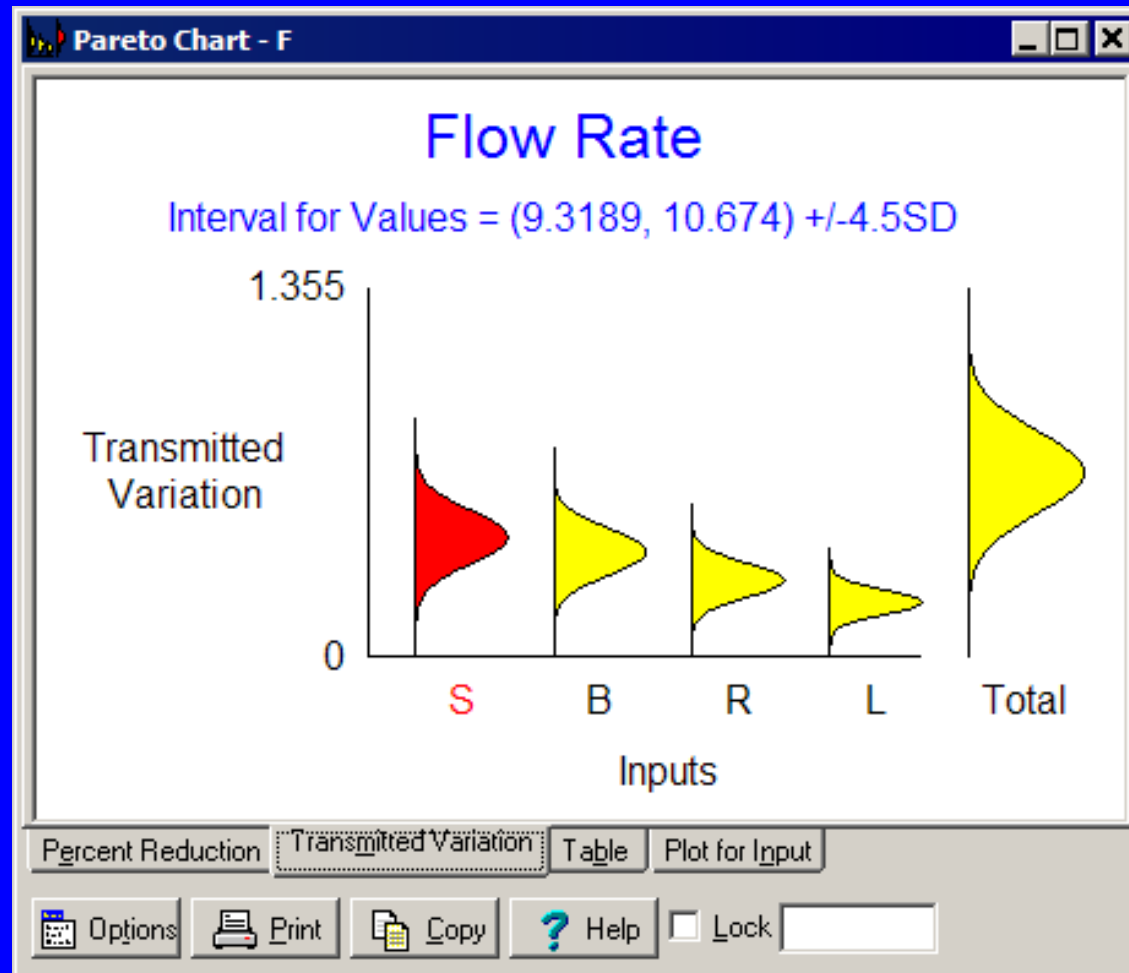 Pareto Chart - F
Flow Rate
Interval for Values = (9.3189, 10.674) +/-4.5SD
1.355
Transmitted
Variation
0
S B R L Total
Inputs
Percent Reduction Transmitted Variation Table Plot for Input
Options Print Copy ? Help Lock